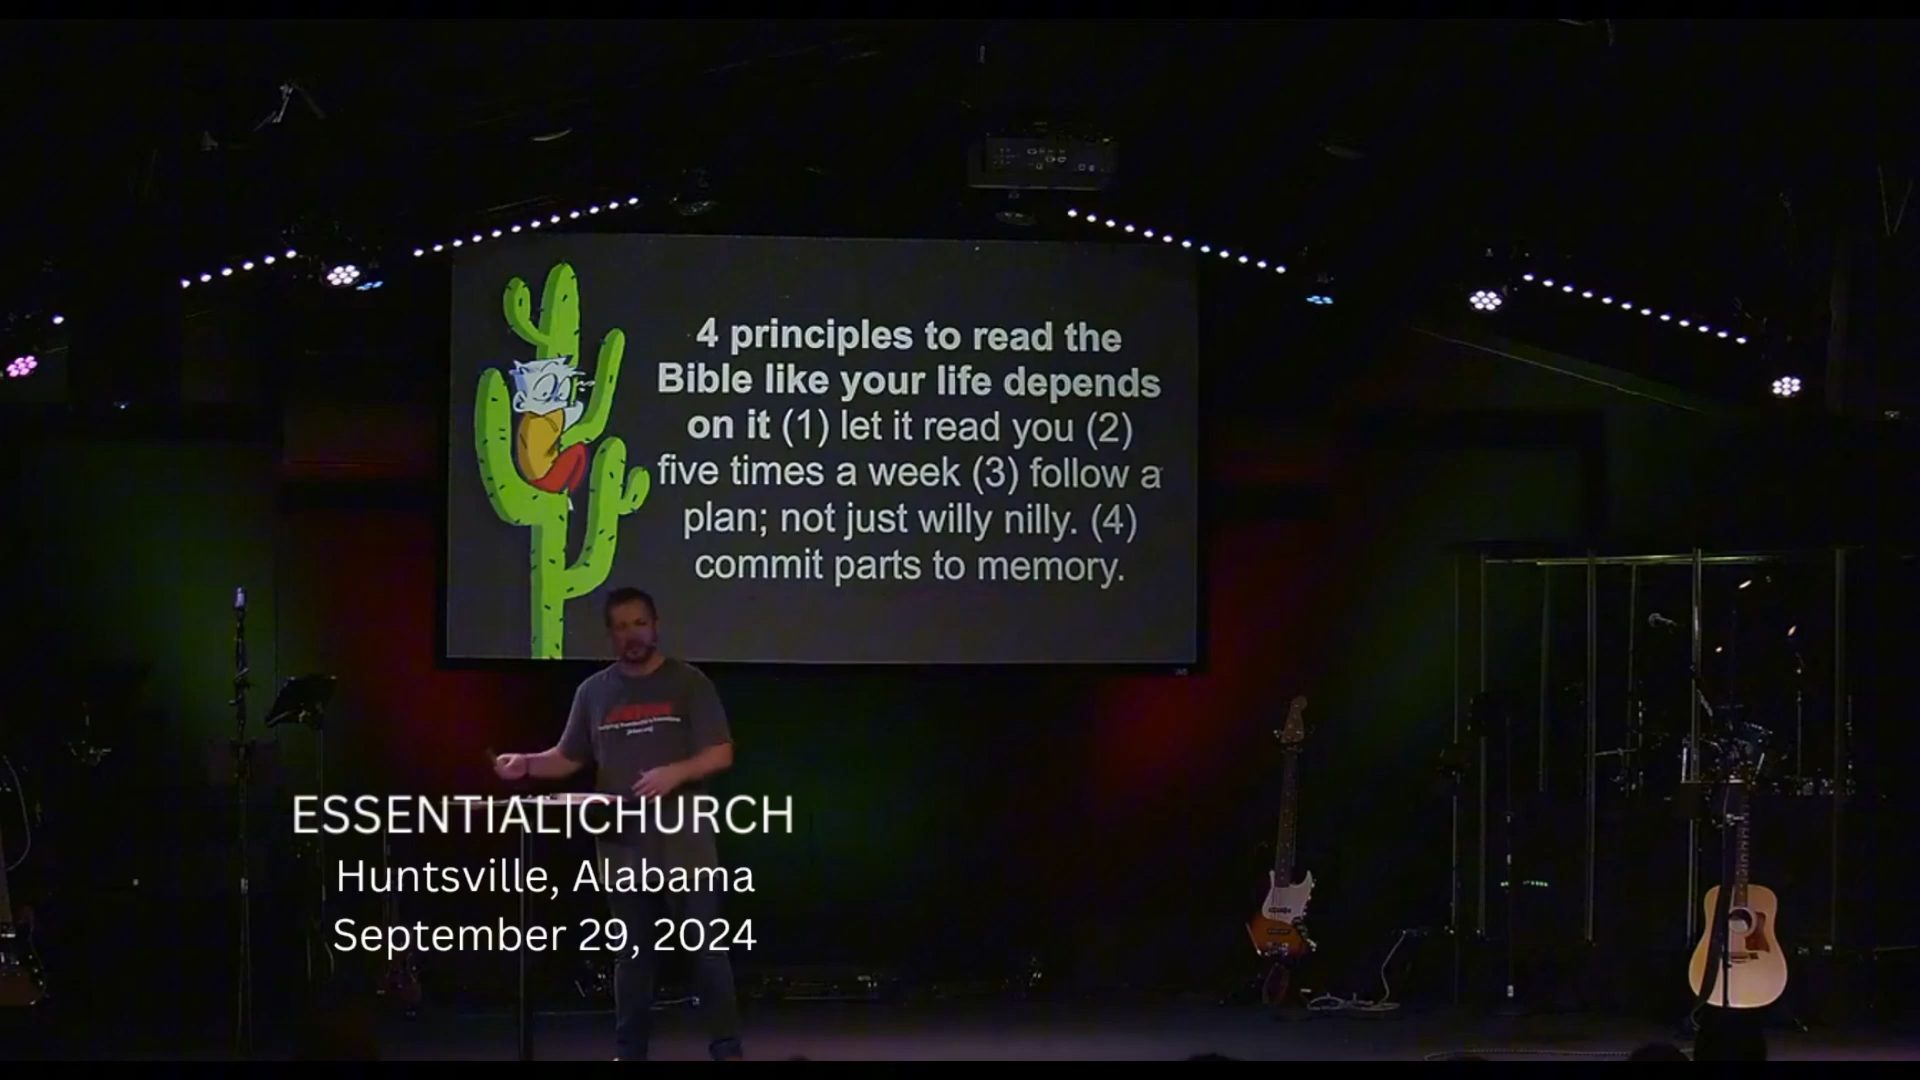 4 principles to read the
Bible like your life depends
on it (1) let it read you (2)
five times a week (3) follow a
plan; not just willy nilly. (4)
commit parts to memory.
ESSENTIAL|CHURCH
Huntsville, Alabama
September 29, 2024